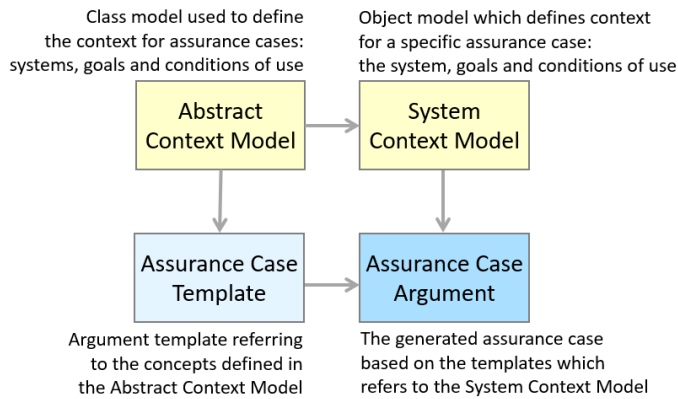 Class model used to define
the context for assurance cases:
systems, goals and conditions of use
Object model which defines context
for a specific assurance case:
the system, goals and conditions of use
Abstract
Context Model
System
Context Model
Assurance Case
Template
Assurance Case
Argument
Argument template referring
to the concepts defined in
the Abstract Context Model
The generated assurance case
based on the templates which
refers to the System Context Model